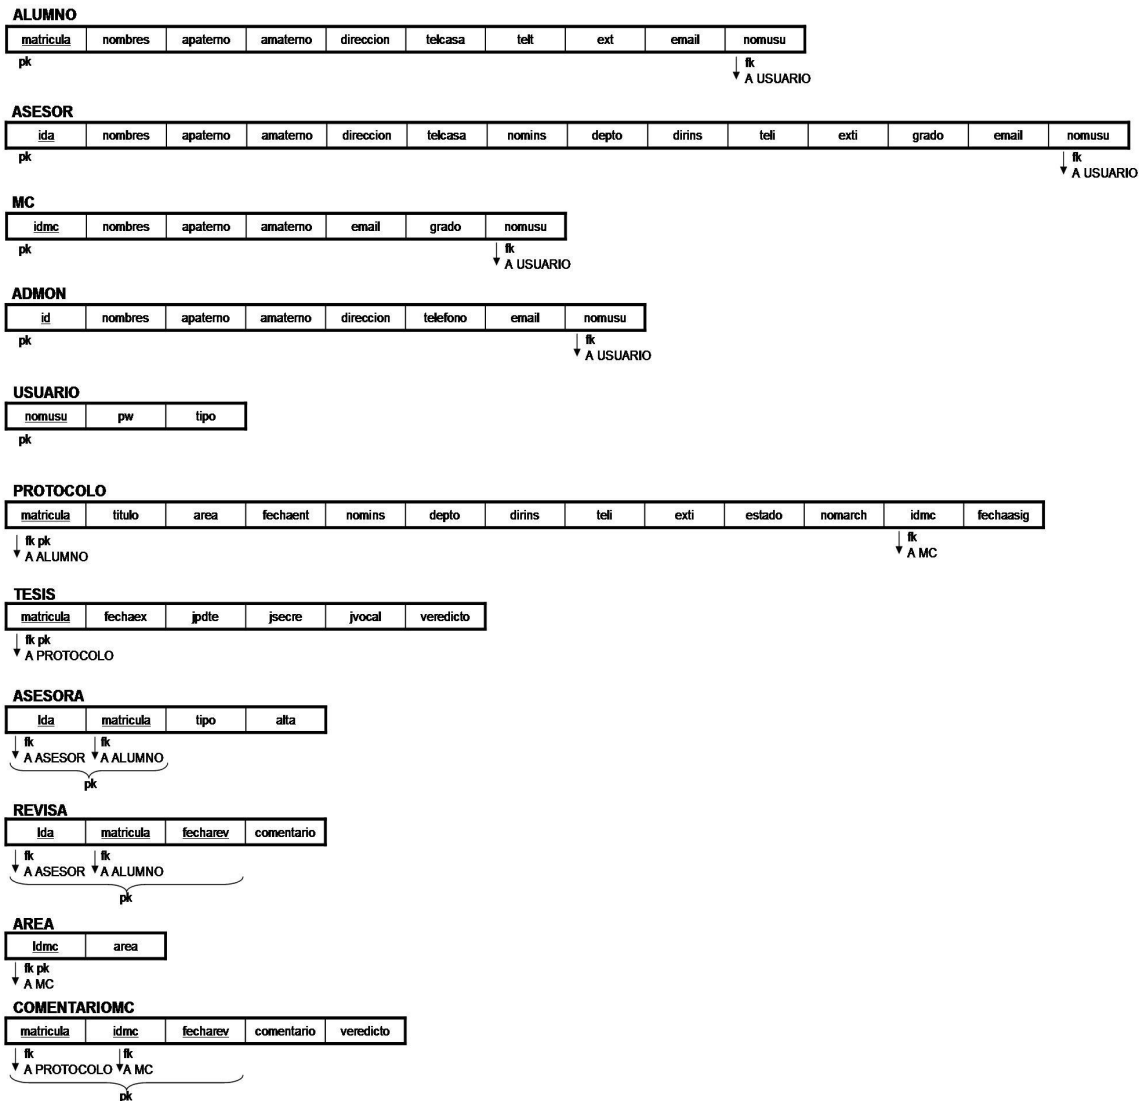 ALUMNO
matricula nombres apaterno amaterno direccion telcasa telt ext email nomusu
pk fk
A USUARIO
ASESOR
ida nombres apaterno amaterno direccion telcasa nomins depto dirins teli exti grado email nomusu
pk fk
A USUARIO
MC
idmc nombres apaterno amaterno email grado nomusu
pk fk
A USUARIO
ADMON
id nombres apaterno amaterno direccion telefono email nomusu
pk fk
A USUARIO
USUARIO
nomusu pw tipo
pk
PROTOCOLO
matricula titulo area fechaent nomins depto dirins teli exti estado nomarch idmc fechaasig
fk pk fk
A ALUMNO A MC
TESIS
matricula fechaex jpdte jsecre jvocal veredicto
fk pk
A PROTOCOLO
ASESORA
Ida matricula tipo alta
fk fk
A ASESOR A ALUMNO
pk
REVISA
Ida matricula fecharev comentario
fk fk
A ASESOR A ALUMNO
pk
AREA
Idmc area
fk pk
A MC
COMENTARIOMC
matricula idmc fecharev comentario veredicto
fk fk
A PROTOCOLO A MC
pk